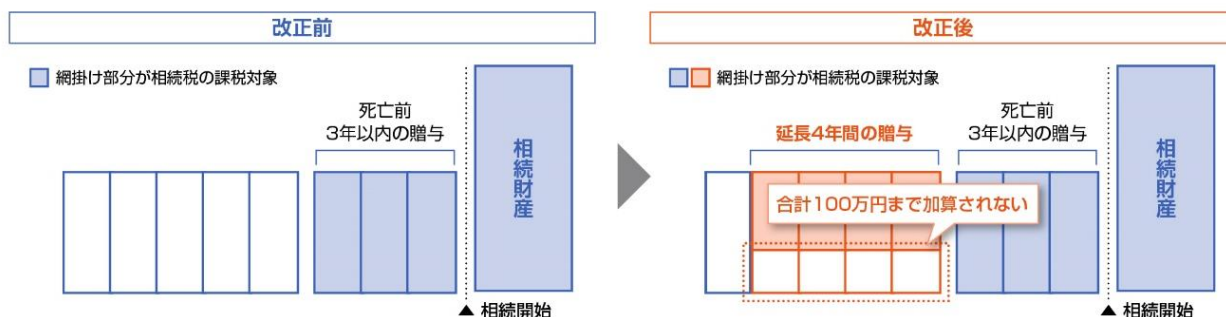 改正前
網掛け部分が相続税の課税対象
死亡前
3年以内の贈与
相続財産
▲ 相続開始
改正後
網掛け部分が相続税の課税対象
延長4年間の贈与
死亡前
3年以内の贈与
合計100万円まで加算されない
相続財産
▲ 相続開始